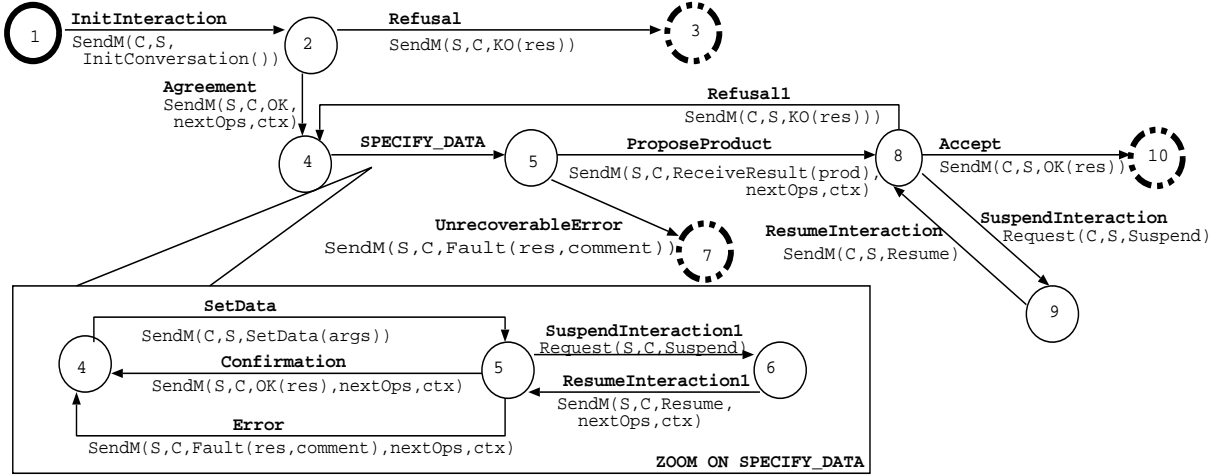 InitInteraction
SendM(C,S,
InitConversation())
1
2
Refusal
SendM(S,C,KO(res))
3
Agreement
SendM(S,C,OK,
nextOps,ctx)
Refusal1
SendM(C,S,KO(res)))
4
SPECIFY_DATA
5
ProposeProduct
SendM(S,C,ReceiveResult(prod),
nextOps,ctx)
8
Accept
SendM(C,S,OK(res))
10
UnrecoverableError
SendM(S,C,Fault(res,comment))
7
ResumeInteraction
SendM(C,S,Resume)
SuspendInteraction
Request(C,S,Suspend)
9
SetData
SendM(C,S,SetData(args))
4
Confirmation
SendM(S,C,OK(res),nextOps,ctx)
5
SuspendInteraction1
Request(S,C,Suspend)
6
ResumeInteraction1
SendM(S,C,Resume,
nextOps,ctx)
Error
SendM(S,C,Fault(res,comment),nextOps,ctx)
ZOOM ON SPECIFY_DATA